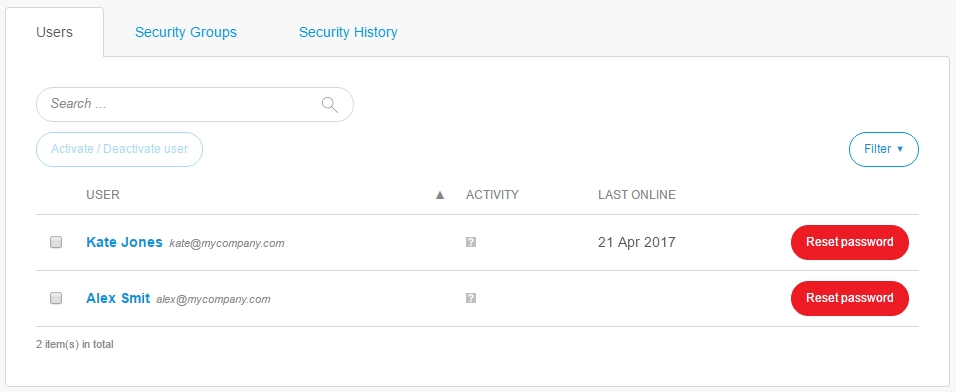 Users Security Groups Security History
Search ...
Activate / Deactivate user Filter ▼
USER ▲ ACTIVITY LAST ONLINE
Kate Jones kate@mycompany.com ? 21 Apr 2017 Reset password
Alex Smit alex@mycompany.com ? Reset password
2 item(s) in total